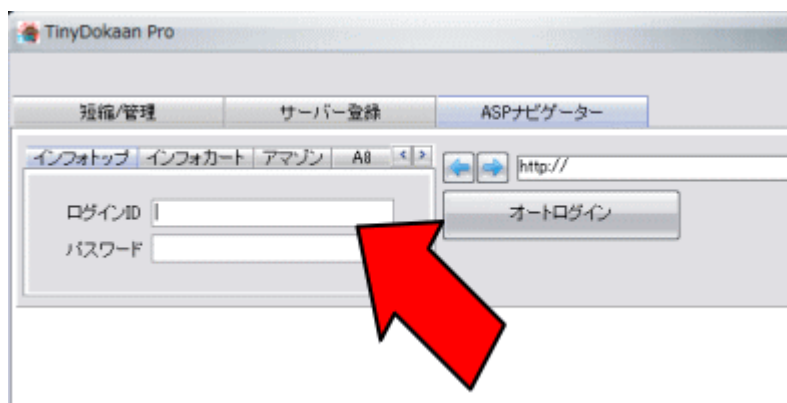 TinyDokaan Pro
短縮/管理 サーバー登録 ASPナビゲーター
インフォトップ インフォカート アマゾン A8
http://
ログインID
オートログイン
パスワード